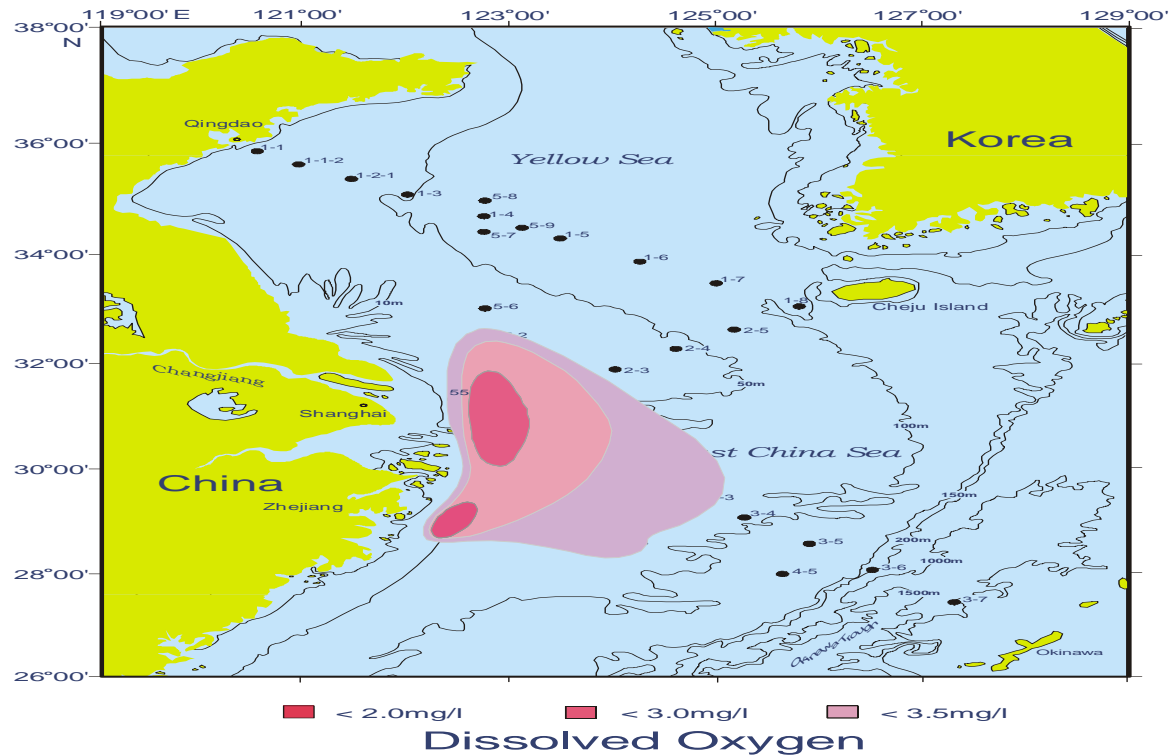 119°00' E 121°00' 123°00' 125°00' 127°00' 129°00'
38°00'
N
Qingdao
1-1
36°00'
Korea
1-1-2
Yellow Sea
1-2-1
1-3
5-8
1-4
5-9
5-7
1-5
34°00'
1-6
1-7
10m
5-6
1-8
Cheju Island
2-5
2-4
32°00'
2-3
Changjiang
50m
55
Shanghai
100m
st China Sea
30°00'
China
150m
-3
Zhejiang
3-4
200m
3-5
1000m
28°00'
4-5
3-6
1500m
3-7
Okinawa
26°00'
< 2.0mg/l < 3.0mg/l < 3.5mg/l
Dissolved Oxygen